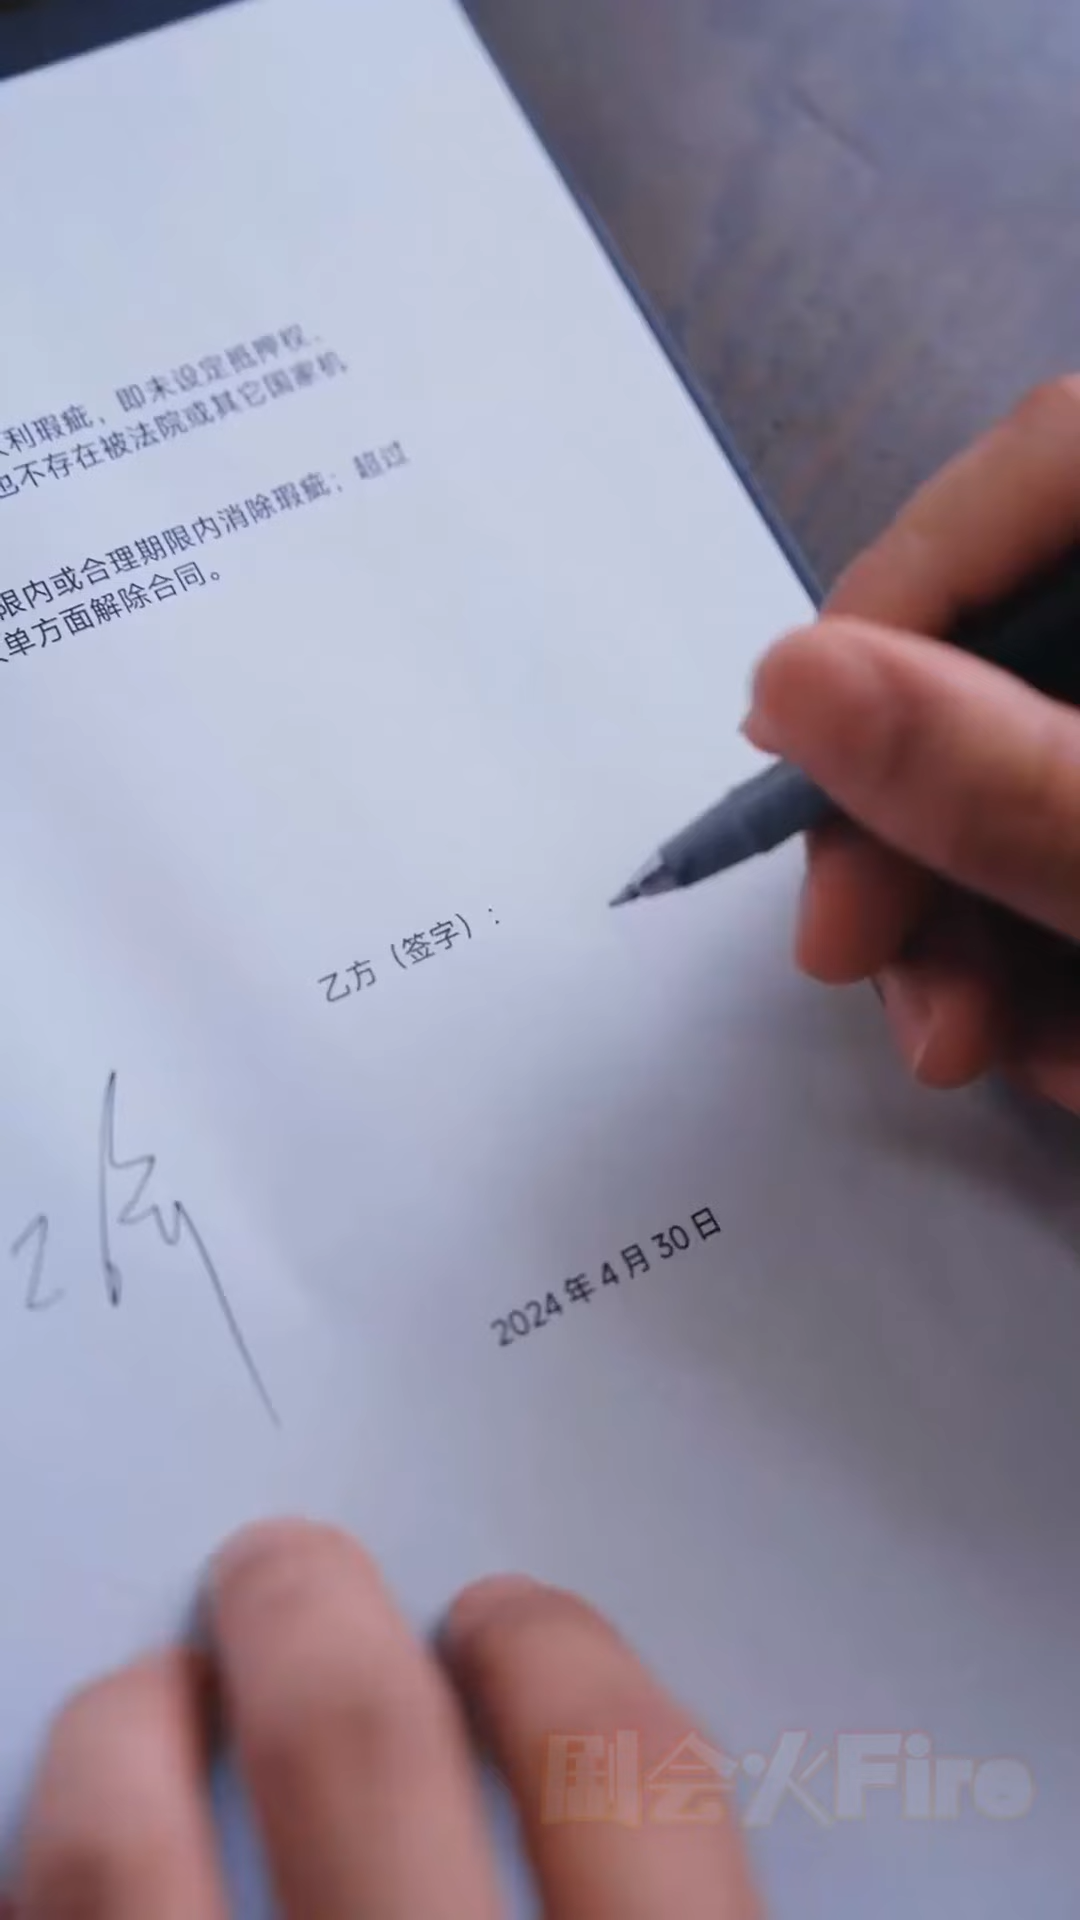 利瑕疵，即未设定抵押权、
也不存在被法院或其它国家机
限内或合理期限内消除瑕疵；超过
单方面解除合同。
乙方（签字）：
2024年4月30日
剧会火Fire